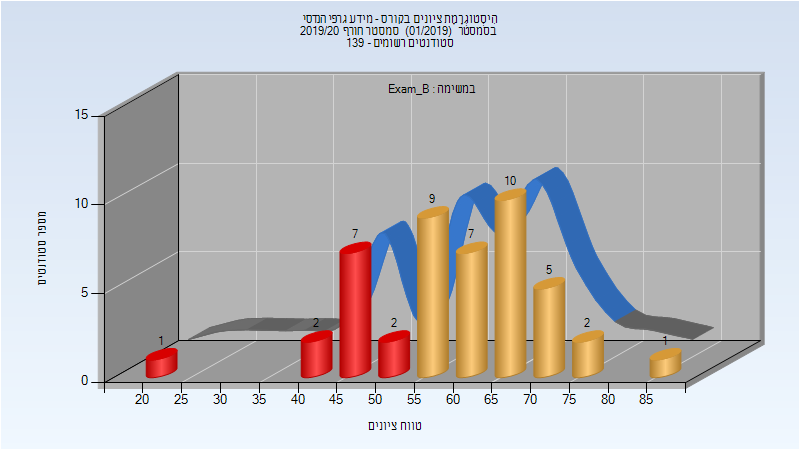 היסטוגרמת ציונים בקורס - מידע גרפי תנדסי
בסמסטר (01/2019) סמסטר חורף 2019/20
סטודנטים רשומים - 139
במשימה : Exam_B
מספר סטודנטים
15
10
5
0
1
2
7
2
9
7
10
5
2
1
20 25 30 35 40 45 50 55 60 65 70 75 80 85
טווח ציונים